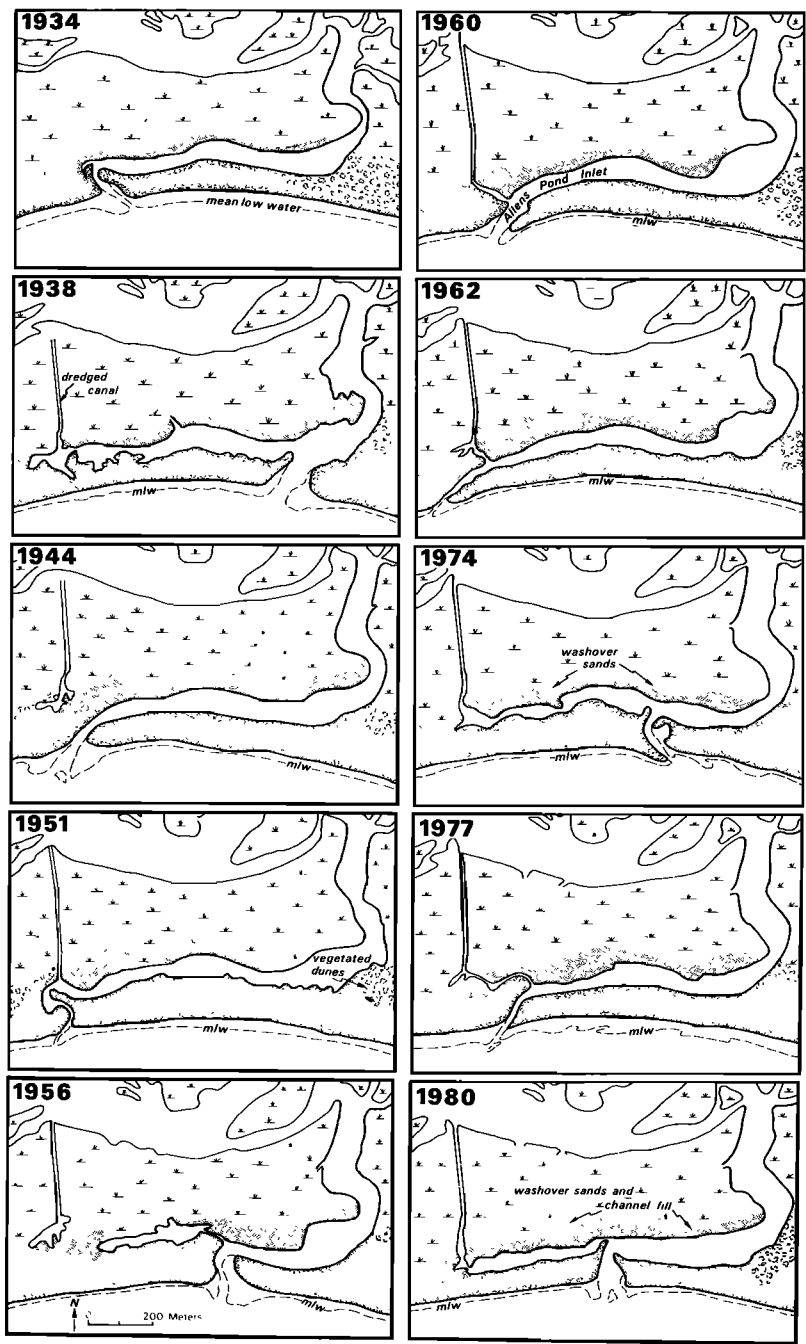 1934
mean low water
1938
dredged
canal
mlw
1944
mlw
1951
vegetated
dunes
mlw
1956
N
200 Meters
mlw
1960
Allens Pond Inlet
mlw
1962
mlw
1974
washover
sands
mlw
1977
mlw
1980
washover sands and
channel fill
mlw